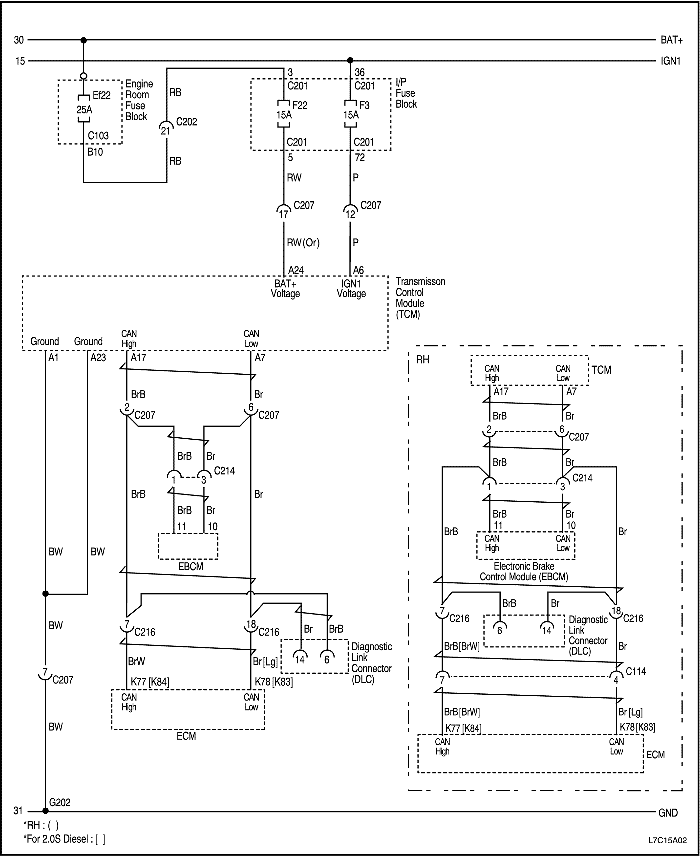 30 BAT+
15 IGN1
3 36
Engine Room Fuse Block
Ef22
25A
C103
B10
RB
C202
21
RB
C201 C201
F22 F3
15A 15A
C201 C201
I/P Fuse Block
5 72
RW P
C207 C207
17 12
RW(Or) P
A24 A6
BAT+ Voltage
IGN1 Voltage
Transmisson Control Module (TCM)
Ground Ground
CAN High
CAN Low
A1 A23 A17 A7
BrB Br
2 6
C207 C207
BrB Br
1 3
C214
BrB Br
BrB Br
11 10
EBCM
BW BW
BW
7 18
C216 C216
Br BrB
14 6
Diagnostic Link Connector (DLC)
BrW Br[Lg]
K77 [K84] K78 [K83]
CAN High
CAN Low
ECM
7
C207
BW
G202
31 GND
*RH : ( )
*For 2.0S Diesel : [ ]
L7C15A02
RH
CAN High
CAN Low
TCM
A17 A7
BrB Br
2 6
C207
BrB Br
1 3
C214
BrB Br
BrB Br
11 10
CAN High
CAN Low
Electronic Brake Control Module (EBCM)
BrB Br
7 18
C216 C216
6 14
Diagnostic Link Connector (DLC)
BrB[BrW] Br
C114
7 4
BrB[BrW] Br [Lg]
K77 [K84] K78 [K83]
CAN High
CAN Low
ECM